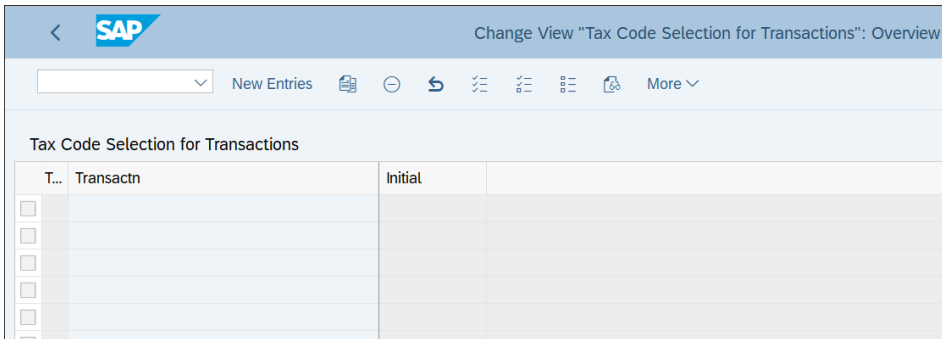 SAP
Change View "Tax Code Selection for Transactions": Overview
New Entries
More
Tax Code Selection for Transactions
T... Transactn Initial